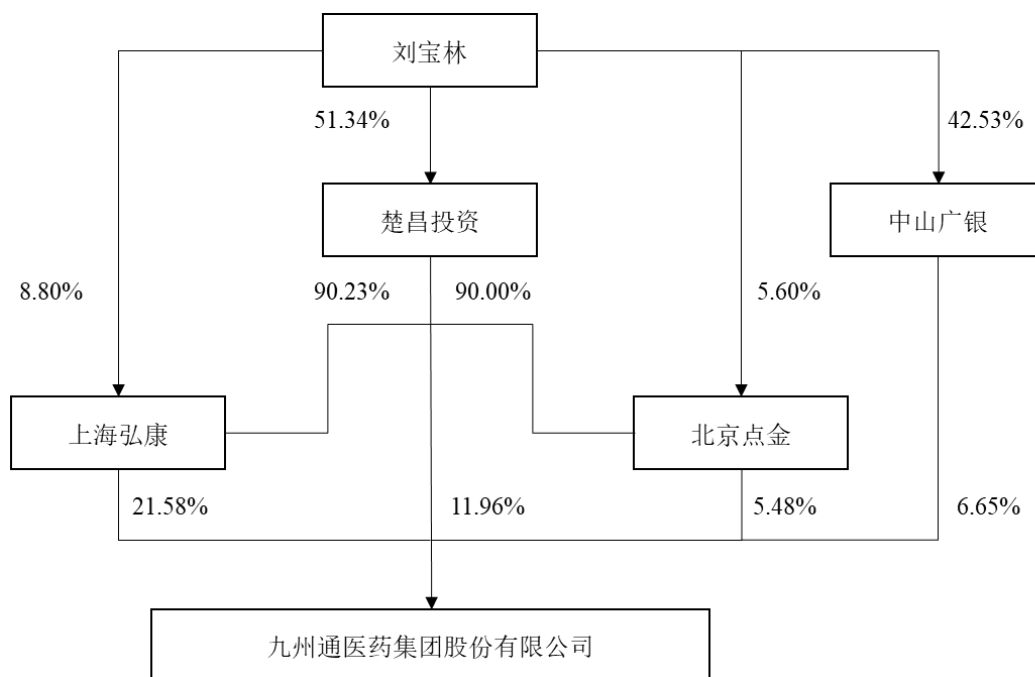 刘宝林
51.34%
42.53%
楚昌投资
中山广银
8.80%
90.23%
90.00%
5.60%
上海弘康
北京点金
21.58%
11.96%
5.48%
6.65%
九州通医药集团股份有限公司